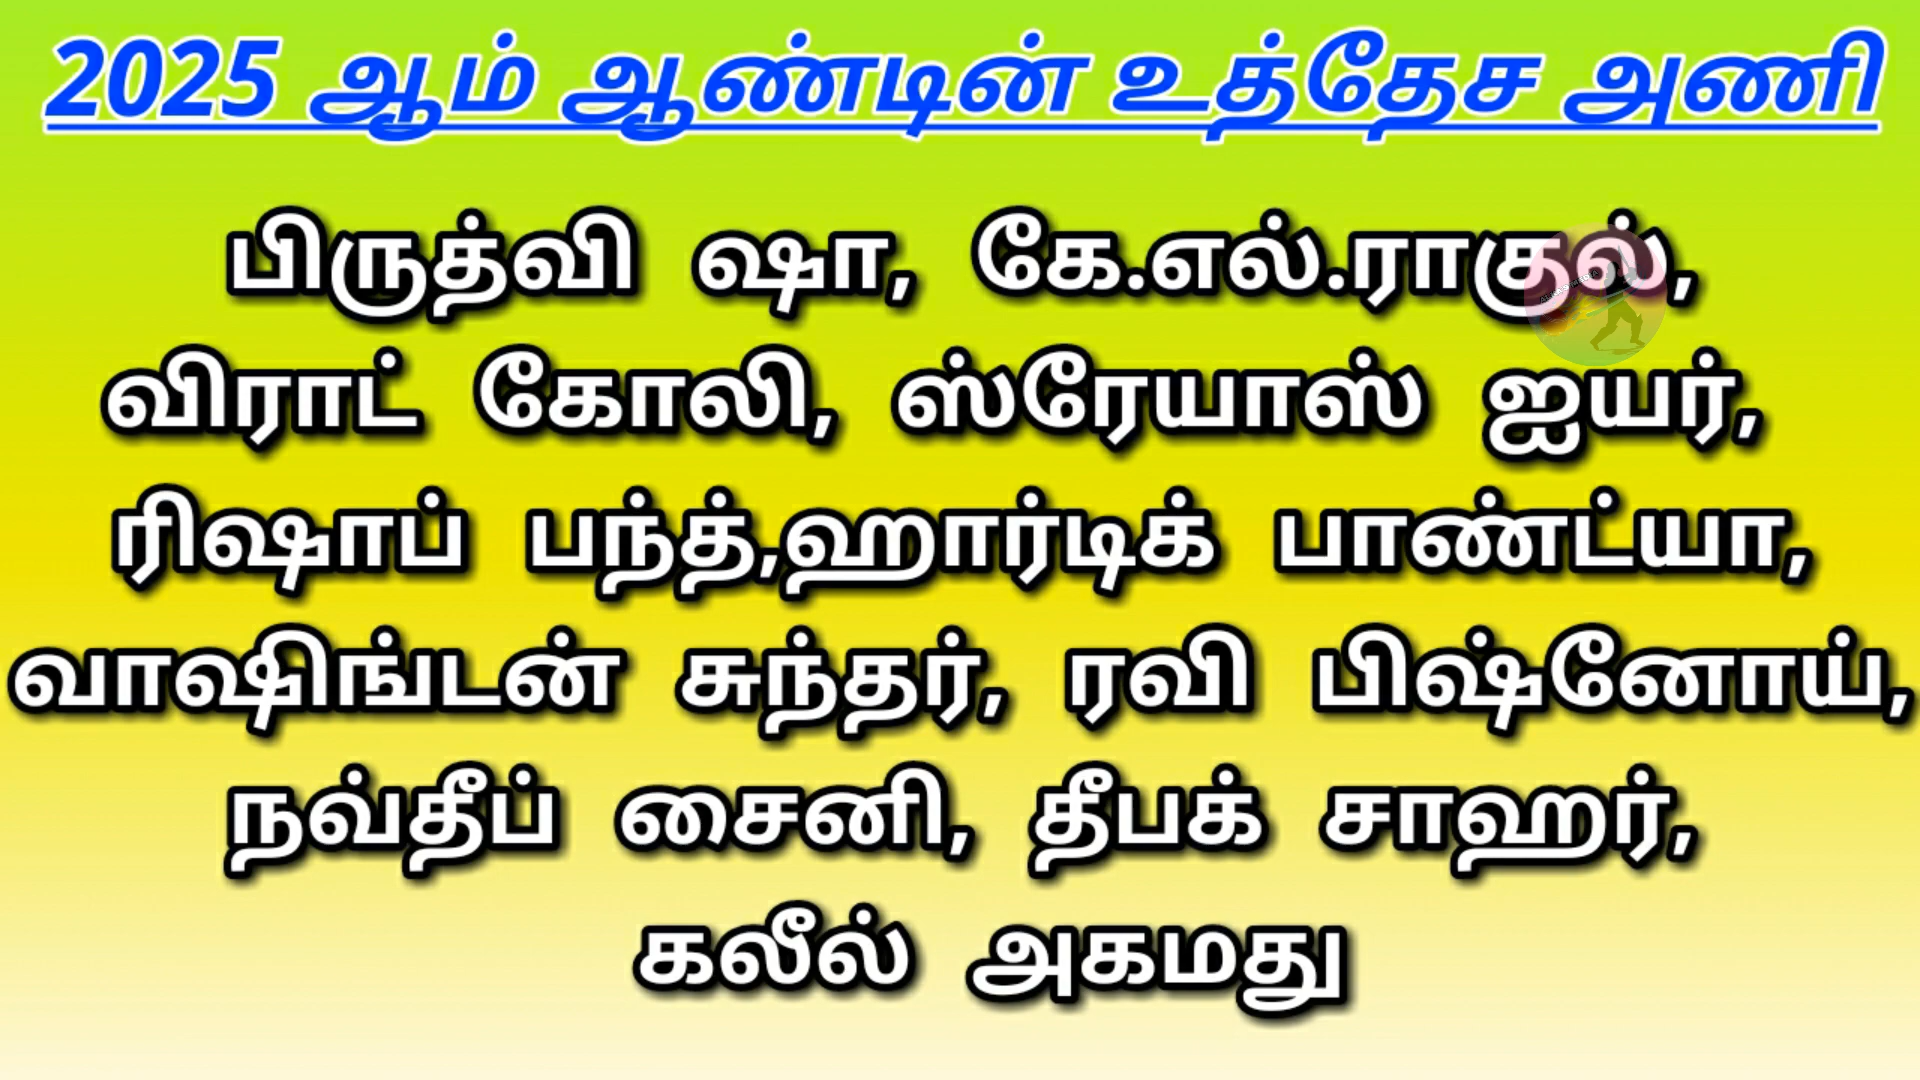 2025 ஆம் ஆண்டின் உத்தேச அணி
பிருத்வி ஷா, கே.எல்.ராகுல்,
விராட் கோலி, ஸ்ரேயாஸ் ஐயர்,
ரிஷாப் பந்த்,ஹார்டிக் பாண்ட்யா,
வாஷிங்டன் சுந்தர், ரவி பிஷ்னோய்,
நவ்தீப் சைனி, தீபக் சாஹர்,
கலீல் அகமது